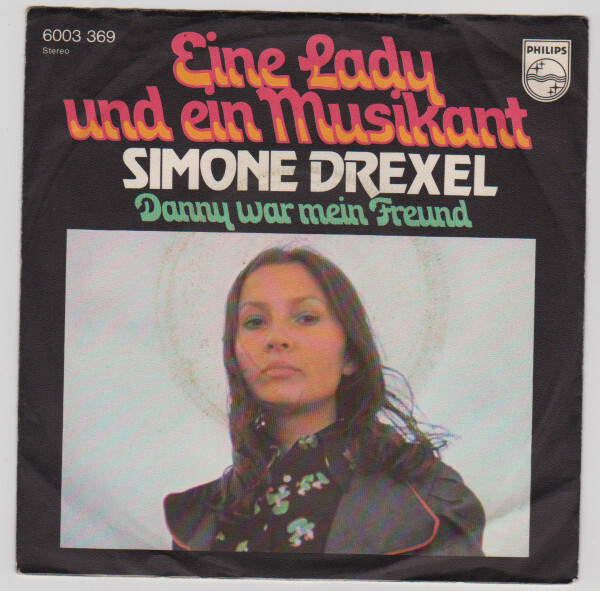 6003 369
Stereo
PHILIPS
Eine Lady
und ein Musikant
SIMONE DREXEL
Danny war mein Freund